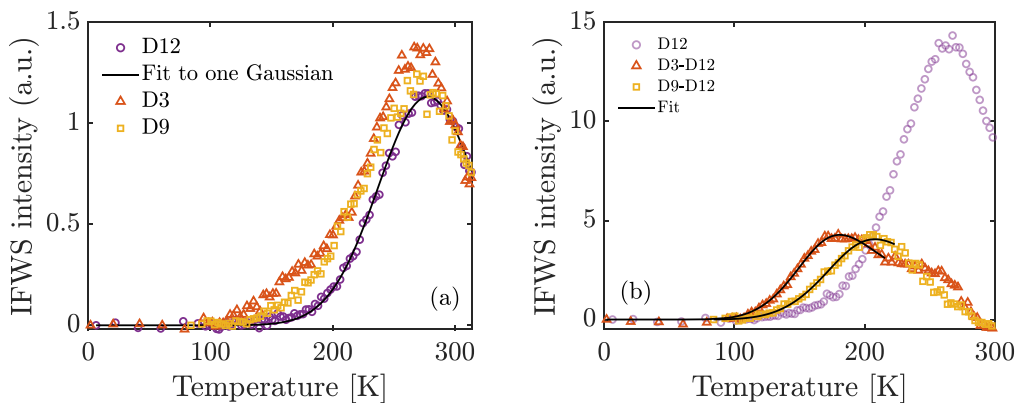 IFWS intensity (a.u.)
1.5
1
0.5
0
D12
Fit to one Gaussian
D3
D9
(a)
0
100
200
300
Temperature [K]
IFWS intensity (a.u.)
15
10
5
0
D12
D3-D12
D9-D12
Fit
(b)
0
100
200
300
Temperature [K]